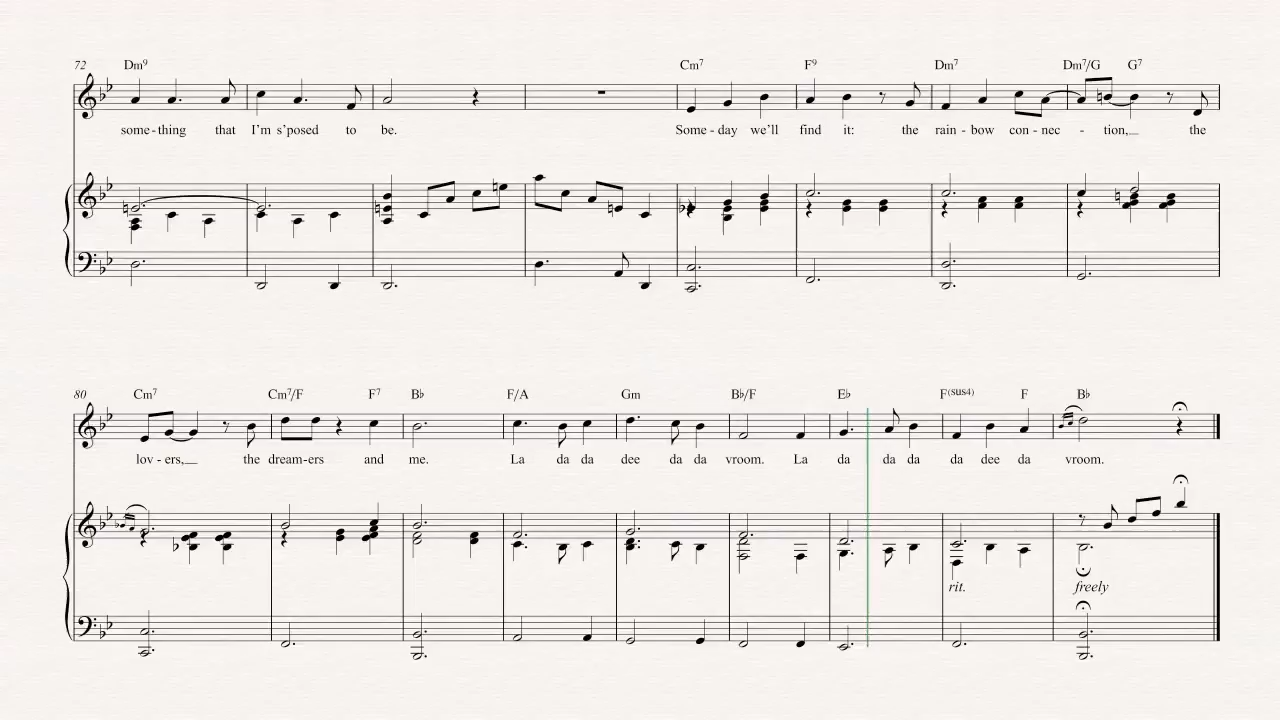 72 Dm9 Cm7 F9 Dm7 Dm7/G G7
some - thing that I'm s'posed to be. Some - day we'll find it: the rain - bow con - nec - tion, the
80 Cm7 Cm7/F F7 B♭ F/A Gm B♭/F E♭ F(sus4) F B♭
lov - ers, the dream-ers and me. La da da dee da da vroom. La da da da da dee da vroom.
rit. freely